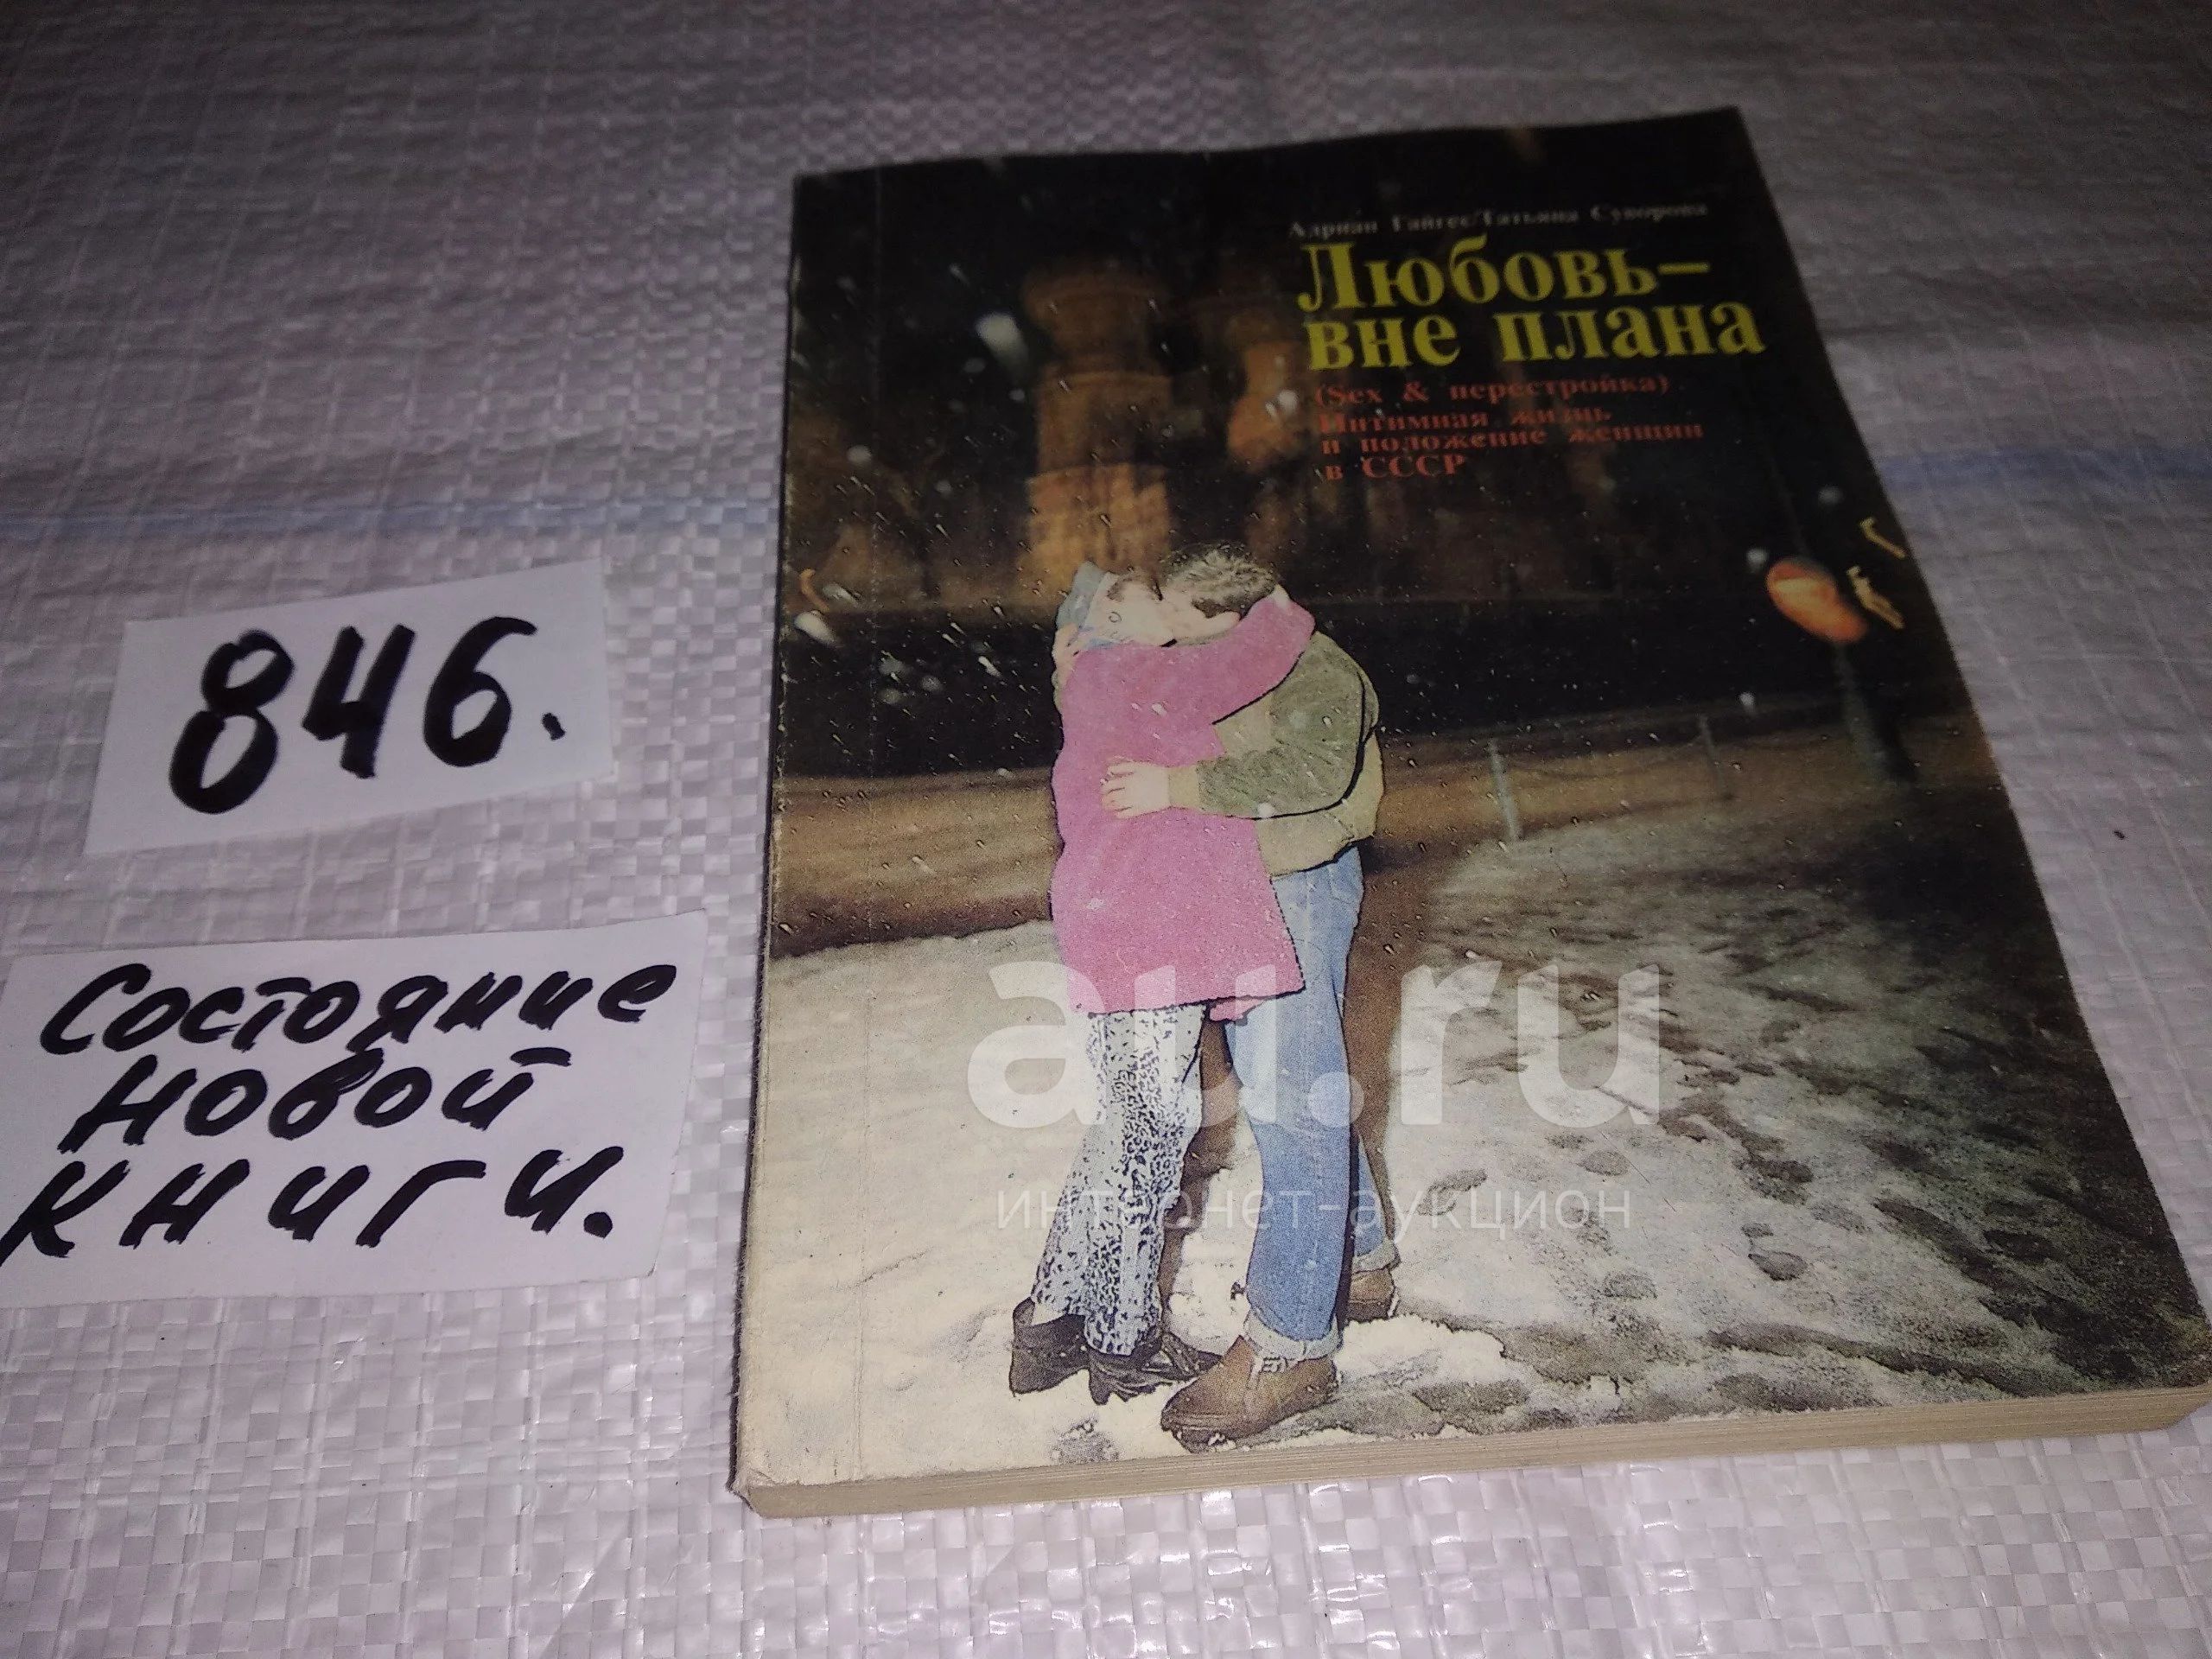 Адриан Гайгес/Татьяна Суворова
Любовь–
вне плана
(Sex & перестройка)
Интимная жизнь
и положение женщин
в СССР
846.
Состояние
новой
книги.
au.ru
интернет-аукцион